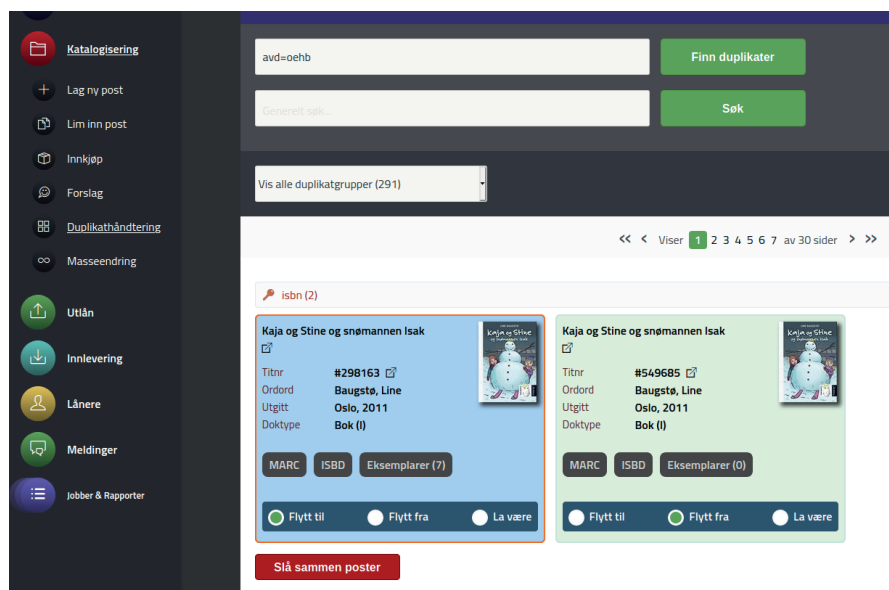 Katalogisering
Lag ny post
Lim inn post
Innkjøp
Forslag
Duplikathåndtering
Masseendring
Utlån
Innlevering
Lånere
Meldinger
Jobber & Rapporter
avd=oehb
Finn duplikater
Generelt søk...
Søk
Vis alle duplikatgrupper (291)
<< < Viser 1 2 3 4 5 6 7 av 30 sider > >>
isbn (2)
Kaja og Stine og snømannen Isak
Titnr #298163
Ordord Baugstø, Line
Utgitt Oslo, 2011
Doktype Bok (l)
MARC ISBD Eksemplarer (7)
Flytt til Flytt fra La være
Kaja og Stine og snømannen Isak
Titnr #549685
Ordord Baugstø, Line
Utgitt Oslo, 2011
Doktype Bok (l)
MARC ISBD Eksemplarer (0)
Flytt til Flytt fra La være
Slå sammen poster